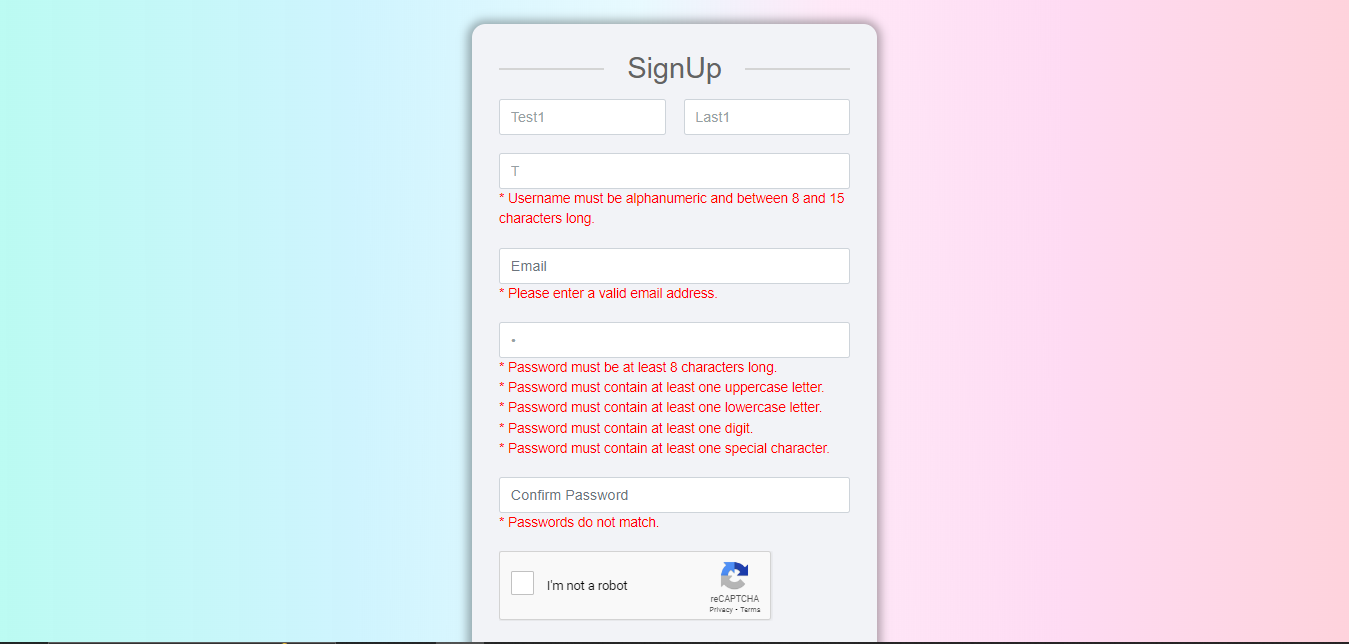 SignUp
Test1 Last1
T
* Username must be alphanumeric and between 8 and 15
characters long.
Email
* Please enter a valid email address.
•
* Password must be at least 8 characters long.
* Password must contain at least one uppercase letter.
* Password must contain at least one lowercase letter.
* Password must contain at least one digit.
* Password must contain at least one special character.
Confirm Password
* Passwords do not match.
I'm not a robot
reCAPTCHA
Privacy • Terms